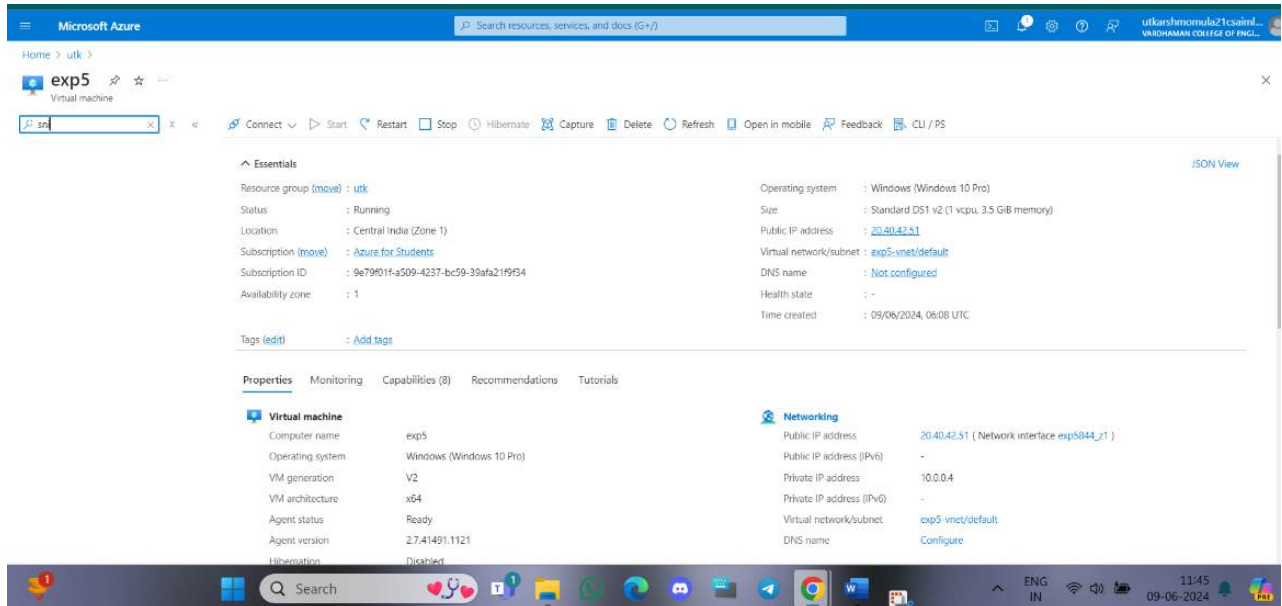 Microsoft Azure
Search resources, services, and docs (G+/)
1
utkarshmomula21csaiml...
VARDHAMAN COLLEGE OF ENGI...
Home > utk >
exp5
Virtual machine
Connect Start Restart Stop Hibernate Capture Delete Refresh Open in mobile Feedback CLI / PS
Essentials
JSON View
Resource group (move) : utk
Status : Running
Location : Central India (Zone 1)
Subscription (move) : Azure for Students
Subscription ID : 9e79f01f-a509-4237-bc59-39afa21f9f34
Availability zone : 1
Operating system : Windows (Windows 10 Pro)
Size : Standard DS1 v2 (1 vcpu, 3.5 GiB memory)
Public IP address : 20.40.42.51
Virtual network/subnet : exp5-vnet/default
DNS name : Not configured
Health state : -
Time created : 09/06/2024, 06:08 UTC
Tags (edit) : Add tags
Properties Monitoring Capabilities (8) Recommendations Tutorials
Virtual machine
Computer name exp5
Operating system Windows (Windows 10 Pro)
VM generation V2
VM architecture x64
Agent status Ready
Agent version 2.7.41491.1121
Hibernation Disabled
Networking
Public IP address 20.40.42.51 ( Network interface exp5844_z1 )
Public IP address (IPv6) -
Private IP address 10.0.0.4
Private IP address (IPv6) -
Virtual network/subnet exp5-vnet/default
DNS name Configure
1
Search
1
ENG
IN
11:45
09-06-2024
PRE